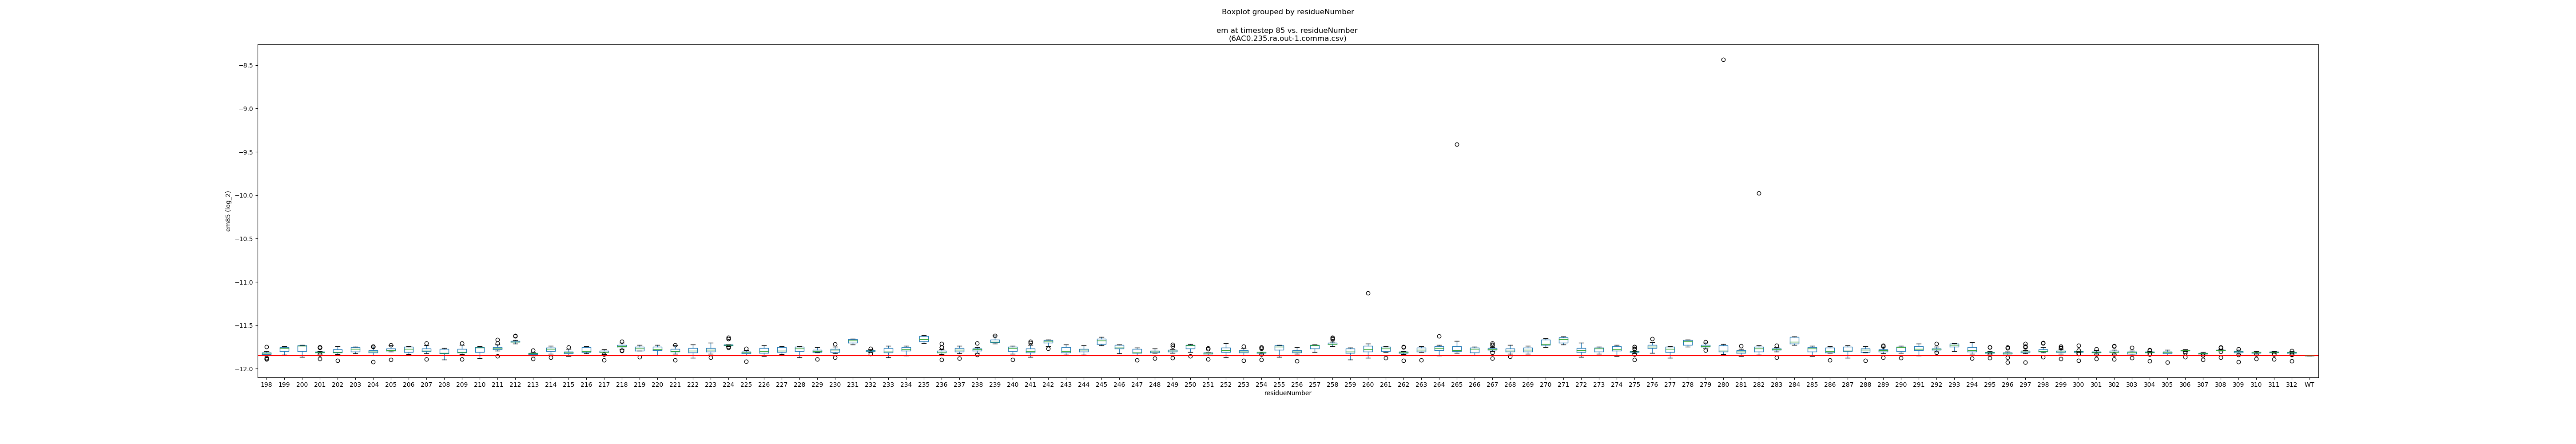 Boxplot grouped by residueNumber
em at timestep 85 vs. residueNumber
(6AC0.235.ra.out-1.comma.csv)
−8.5
−9.0
−9.5
−10.0
−10.5
−11.0
−11.5
−12.0
em85 (log_2)
198 199 200 201 202 203 204 205 206 207 208 209 210 211 212 213 214 215 216 217 218 219 220 221 222 223 224 225 226 227 228 229 230 231 232 233 234 235 236 237 238 239 240 241 242 243 244 245 246 247 248 249 250 251 252 253 254 255 256 257 258 259 260 261 262 263 264 265 266 267 268 269 270 271 272 273 274 275 276 277 278 279 280 281 282 283 284 285 286 287 288 289 290 291 292 293 294 295 296 297 298 299 300 301 302 303 304 305 306 307 308 309 310 311 312 WT
residueNumber